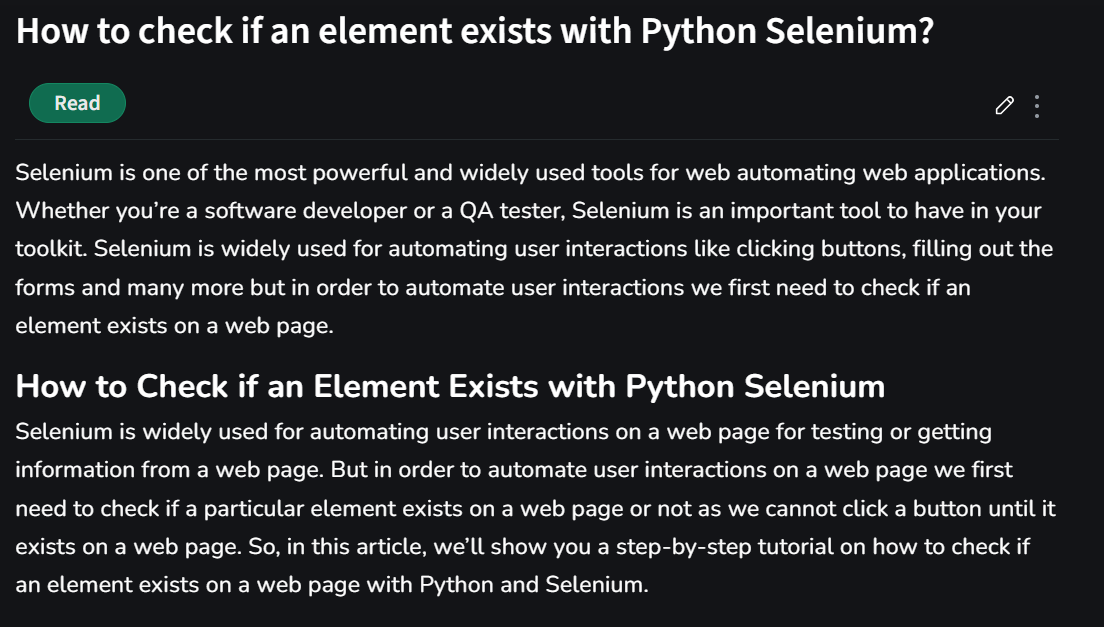 How to check if an element exists with Python Selenium?
Read
Selenium is one of the most powerful and widely used tools for web automating web applications.
Whether you’re a software developer or a QA tester, Selenium is an important tool to have in your
toolkit. Selenium is widely used for automating user interactions like clicking buttons, filling out the
forms and many more but in order to automate user interactions we first need to check if an
element exists on a web page.
How to Check if an Element Exists with Python Selenium
Selenium is widely used for automating user interactions on a web page for testing or getting
information from a web page. But in order to automate user interactions on a web page we first
need to check if a particular element exists on a web page or not as we cannot click a button until it
exists on a web page. So, in this article, we’ll show you a step-by-step tutorial on how to check if
an element exists on a web page with Python and Selenium.